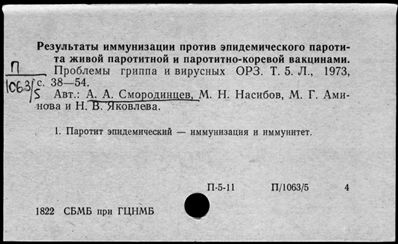 Результаты иммунизации против эпидемического пароти-
та живой паротитной и паротитно-коревой вакцинами.
Проблемы гриппа и вирусных ОРЗ. Т. 5. Л., 1973,
с. 38—54.
П
1063/5
Авт.: А. А. Смородинцев, М. Н. Насибов, М. Г. Ами-
нова и Н. В. Яковлева.
1. Паротит эпидемический — иммунизация и иммунитет.
П-5-11 П/1063/5 4
1822 СБМБ при ГЦНМБ